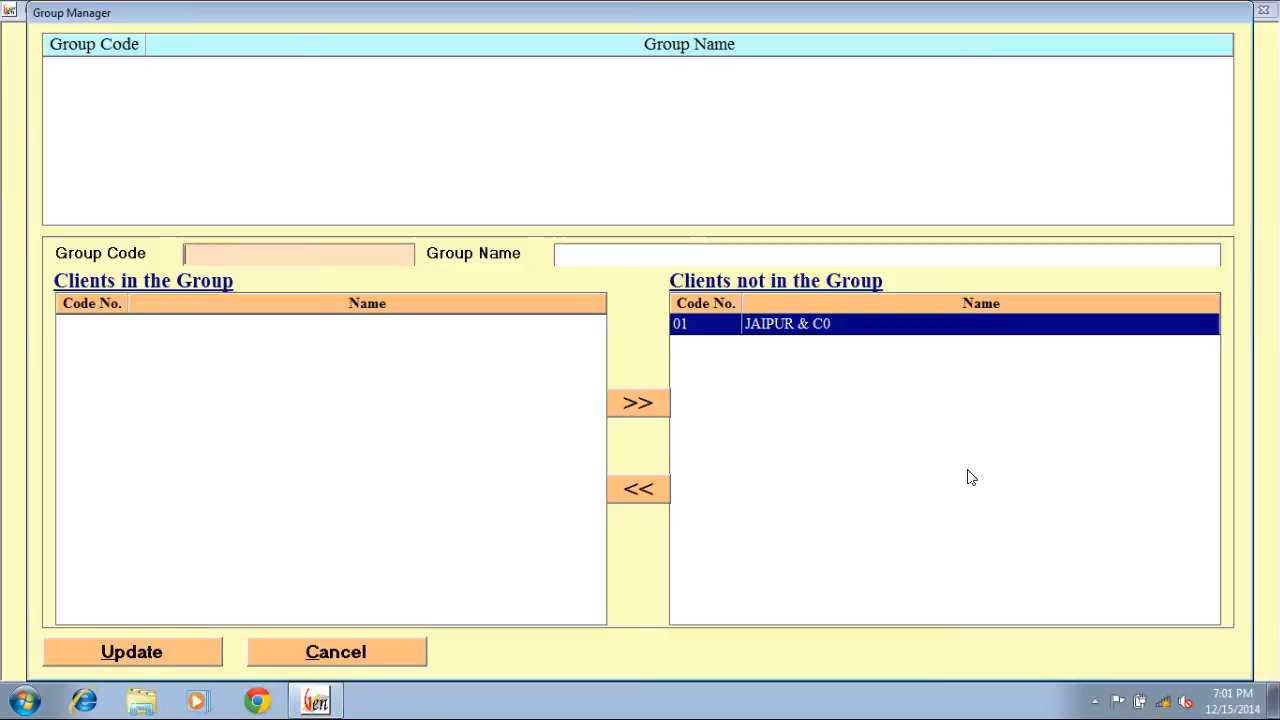 Group Manager
Group Code Group Name
Group Code Group Name
Clients in the Group Clients not in the Group
Code No. Name Code No. Name
01 JAIPUR & C0
>>
<<
Update Cancel
Gen
7:01 PM
12/15/2014